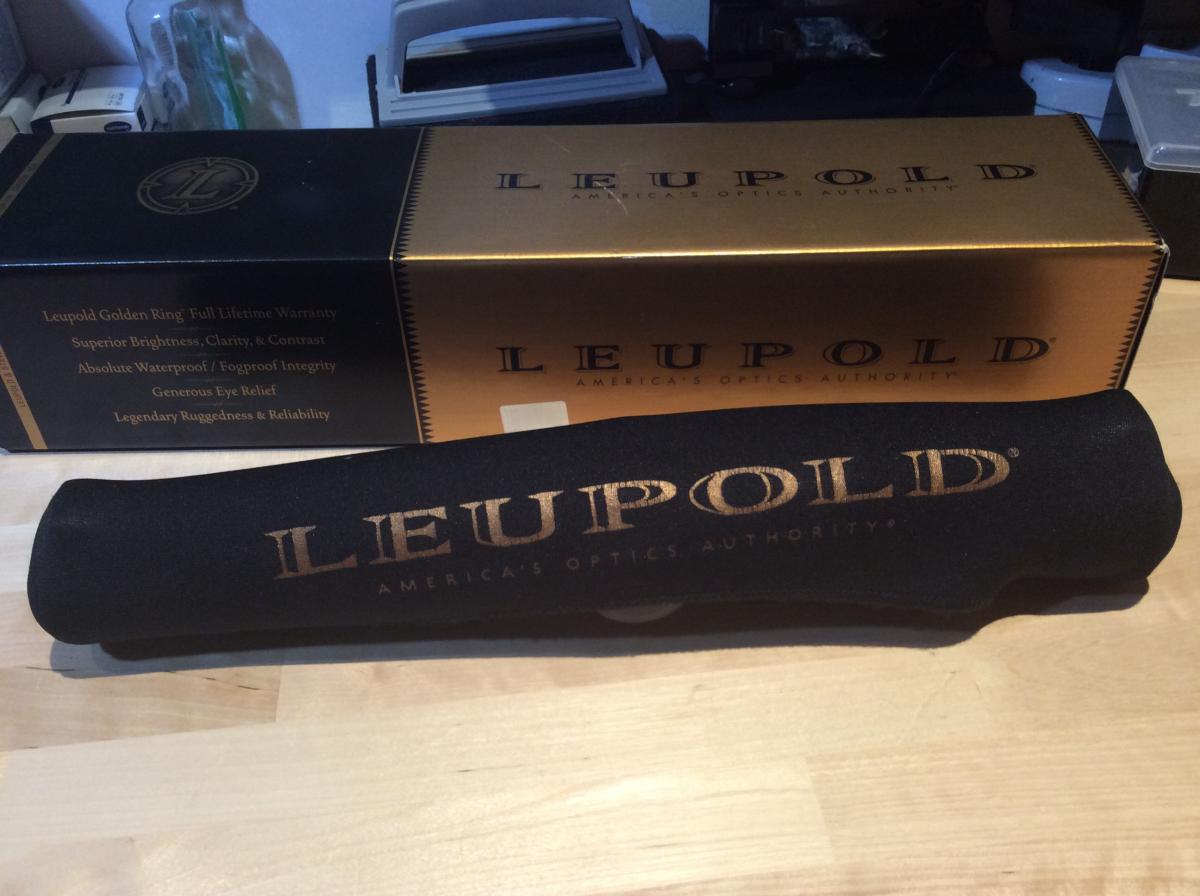 L
LEUPOLD®
AMERICA'S OPTICS AUTHORITY
Leupold Golden Ring® Full Lifetime Warranty
Superior Brightness, Clarity, & Contrast
Absolute Waterproof / Fogproof Integrity
Generous Eye Relief
Legendary Ruggedness & Reliability
LEUPOLD®
AMERICA'S OPTICS AUTHORITY
LEUPOLD®
AMERICA'S OPTICS AUTHORITY®